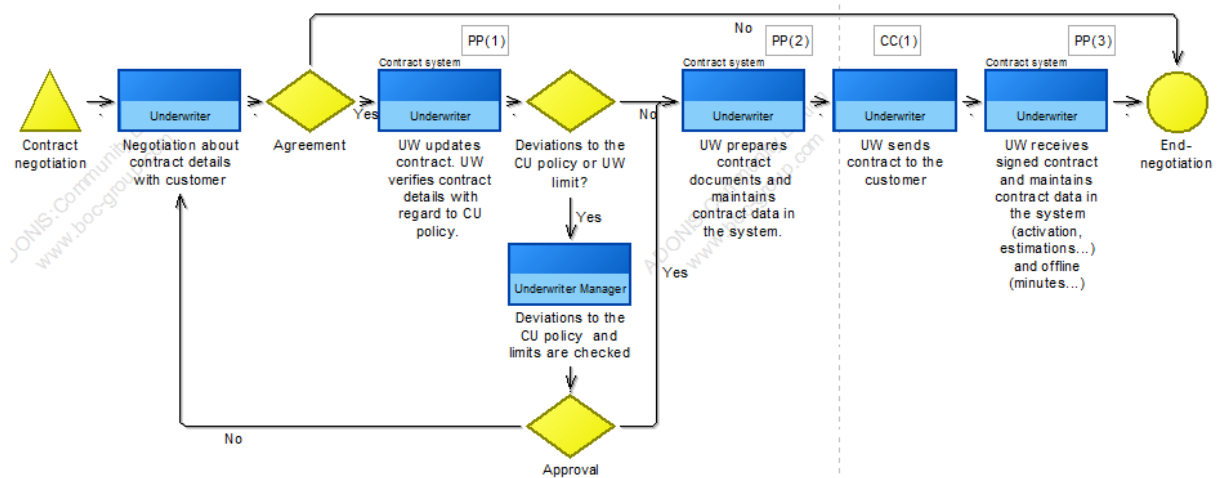 No
PP(1)
PP(2)
CC(1)
PP(3)
Contract system
Contract system
Contract system
Underwriter
Underwriter
Underwriter
Underwriter
Underwriter
Yes
No
Contract
negotiation
Negotiation about
contract details
with customer
Agreement
UW updates
contract. UW
verifies contract
details with
regard to CU
policy.
Deviations to the
CU policy or UW
limit?
UW prepares
contract
documents and
maintains
contract data in
the system.
UW sends
contract to the
customer
UW receives
signed contract
and maintains
contract data in
the system
(activation,
estimations...)
and offline
(minutes...)
End-
negotiation
Yes
Underwriter Manager
Yes
Deviations to the
CU policy and
limits are checked
No
Approval
www.boc-group.com